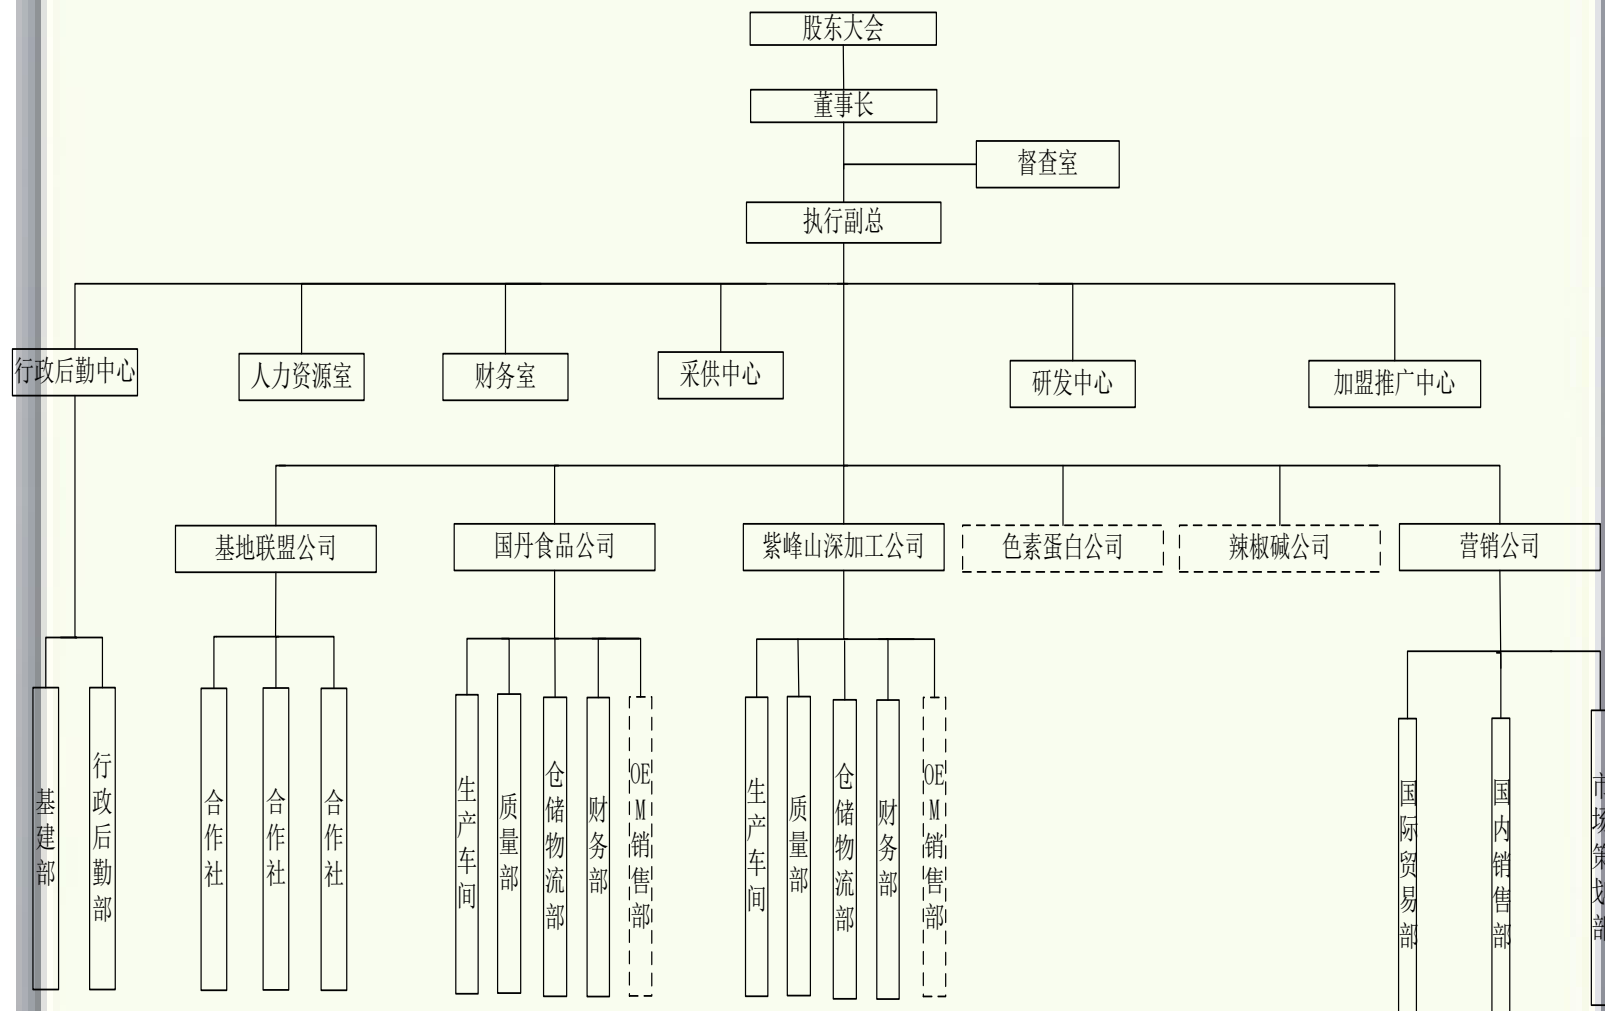 股东大会
董事长
督查室
执行副总
行政后勤中心
人力资源室
财务室
采供中心
研发中心
加盟推广中心
基地联盟公司
国丹食品公司
紫峰山深加工公司
色素蛋白公司
辣椒碱公司
营销公司
基建部
行政后勤部
合作社
合作社
合作社
生产车间
质量部
仓储物流部
财务部
OEM销售部
生产车间
质量部
仓储物流部
财务部
OEM销售部
国际贸易部
国内销售部
市场策划部